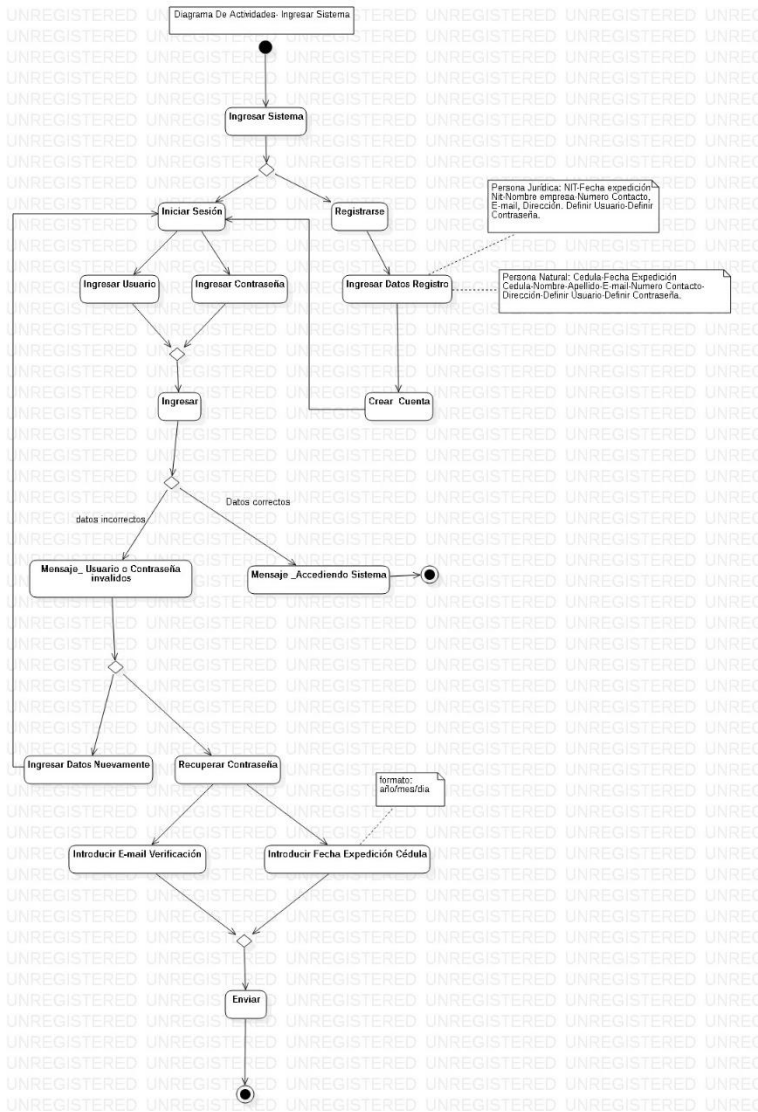 Diagrama De Actividades- Ingresar Sistema
Ingresar Sistema
Iniciar Sesión
Registrarse
Persona Jurídica: NIT-Fecha expedición
Nit-Nombre empresa-Numero Contacto,
E-mail, Dirección. Definir Usuario-Definir
Contraseña.
Ingresar Usuario
Ingresar Contraseña
Ingresar Datos Registro
Persona Natural: Cedula-Fecha Expedición
Cedula-Nombre-Apellido-E-mail-Numero Contacto-
Dirección-Definir Usuario-Definir Contraseña.
Ingresar
Crear Cuenta
Datos correctos
datos incorrectos
Mensaje_ Usuario o Contraseña
invalidos
Mensaje _Accediendo Sistema
Ingresar Datos Nuevamente
Recuperar Contraseña
formato:
año/mes/dia
Introducir E-mail Verificación
Introducir Fecha Expedición Cédula
Enviar
UNREGISTERED